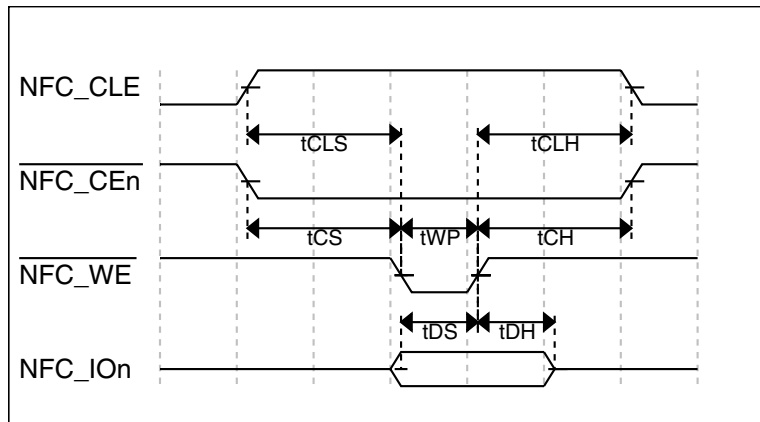 NFC_CLE
tCLS tCLH
NFC_CEn
tCS tWP tCH
NFC_WE
tDS tDH
NFC_IOn